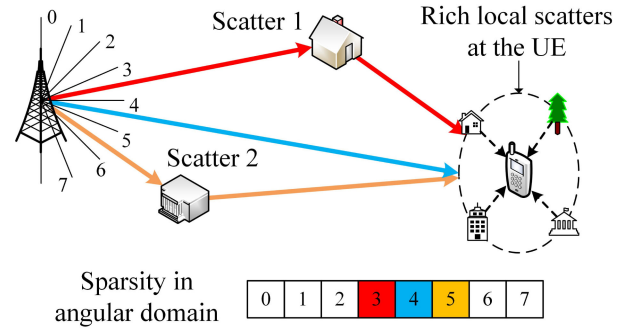 0
1
2
3
4
5
6
7
Scatter 1
Scatter 2
Rich local scatters
at the UE
Sparsity in
angular domain
0 1 2 3 4 5 6 7